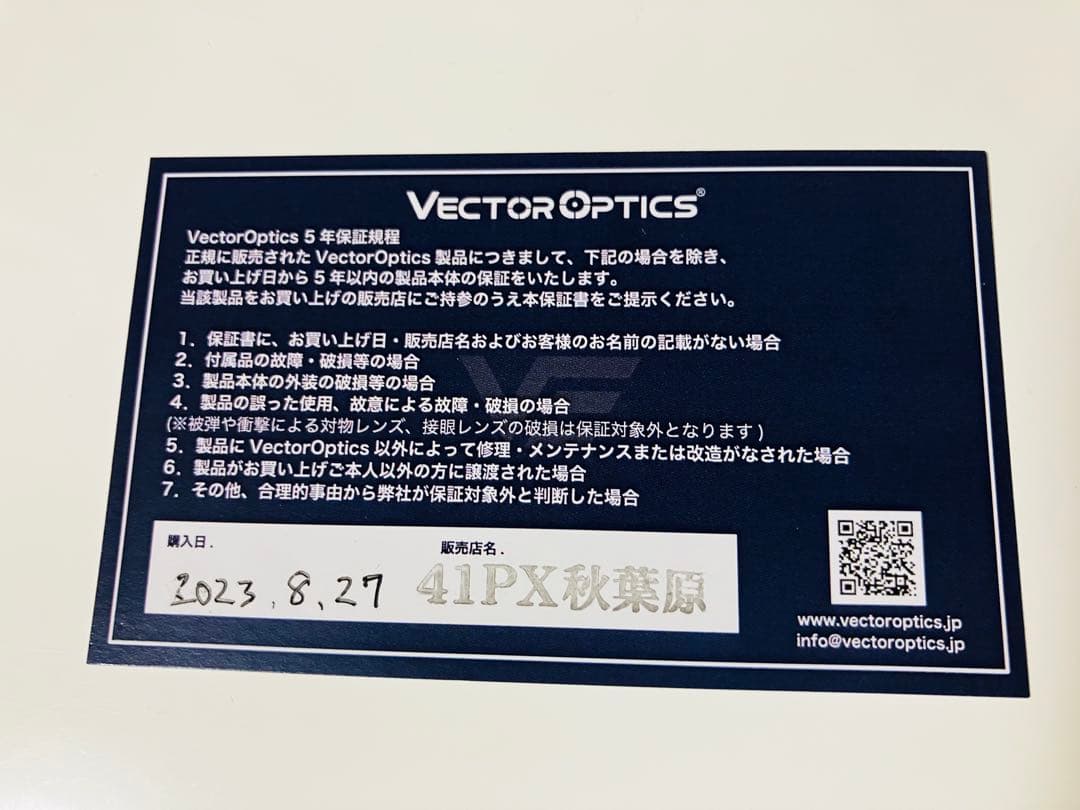 VECTOR OPTICS®
VectorOptics 5 年保証規程
正規に販売された VectorOptics 製品につきまして、下記の場合を除き、
お買い上げ日から 5 年以内の製品本体の保証をいたします。
当該製品をお買い上げの販売店にご持参のうえ本保証書をご提示ください。
1．保証書に、お買い上げ日・販売店名およびお客様のお名前の記載がない場合
2．付属品の故障・破損等の場合
3．製品本体の外装の破損等の場合
4．製品の誤った使用、故意による故障・破損の場合
(※被弾や衝撃による対物レンズ、接眼レンズの破損は保証対象外となります)
5．製品に VectorOptics 以外によって修理・メンテナンスまたは改造がなされた場合
6．製品がお買い上げご本人以外の方に譲渡された場合
7．その他、合理的事由から弊社が保証対象外と判断した場合
購入日. 販売店名.
2023.8.27 41PX秋葉原
www.vectoroptics.jp
info@vectoroptics.jp